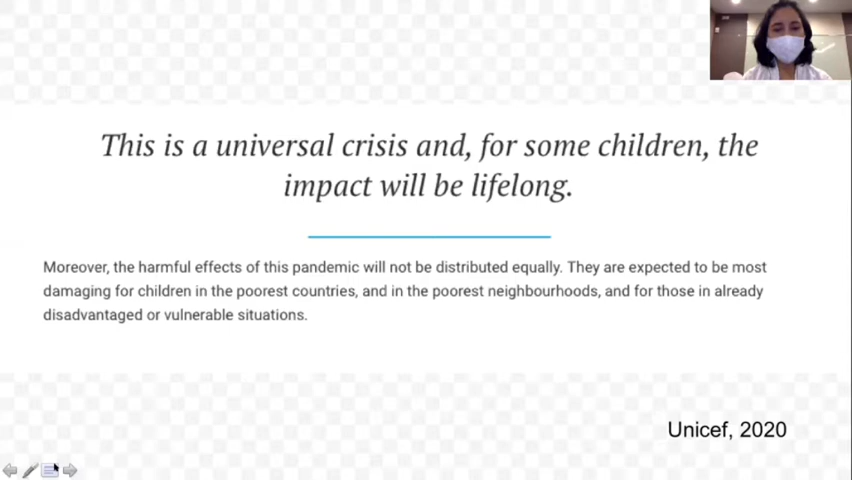 This is a universal crisis and, for some children, the
impact will be lifelong.
Moreover, the harmful effects of this pandemic will not be distributed equally. They are expected to be most
damaging for children in the poorest countries, and in the poorest neighbourhoods, and for those in already
disadvantaged or vulnerable situations.
Unicef, 2020